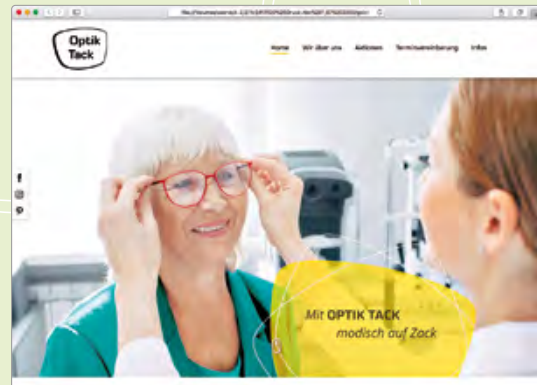 Optik
Tack
Home Wir über uns Aktionen Terminvereinbarung Infos
Mit OPTIK TACK
modisch auf Zack